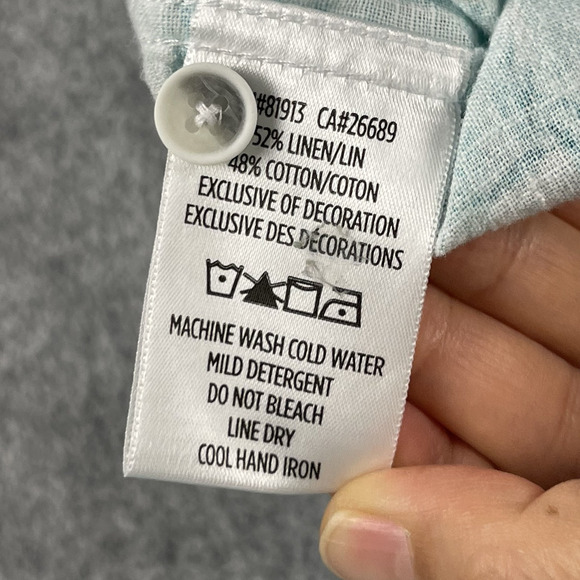 #81913 CA#26689
52% LINEN/LIN
48% COTTON/COTON
EXCLUSIVE OF DECORATION
EXCLUSIVE DES DÉCORATIONS
MACHINE WASH COLD WATER
MILD DETERGENT
DO NOT BLEACH
LINE DRY
COOL HAND IRON